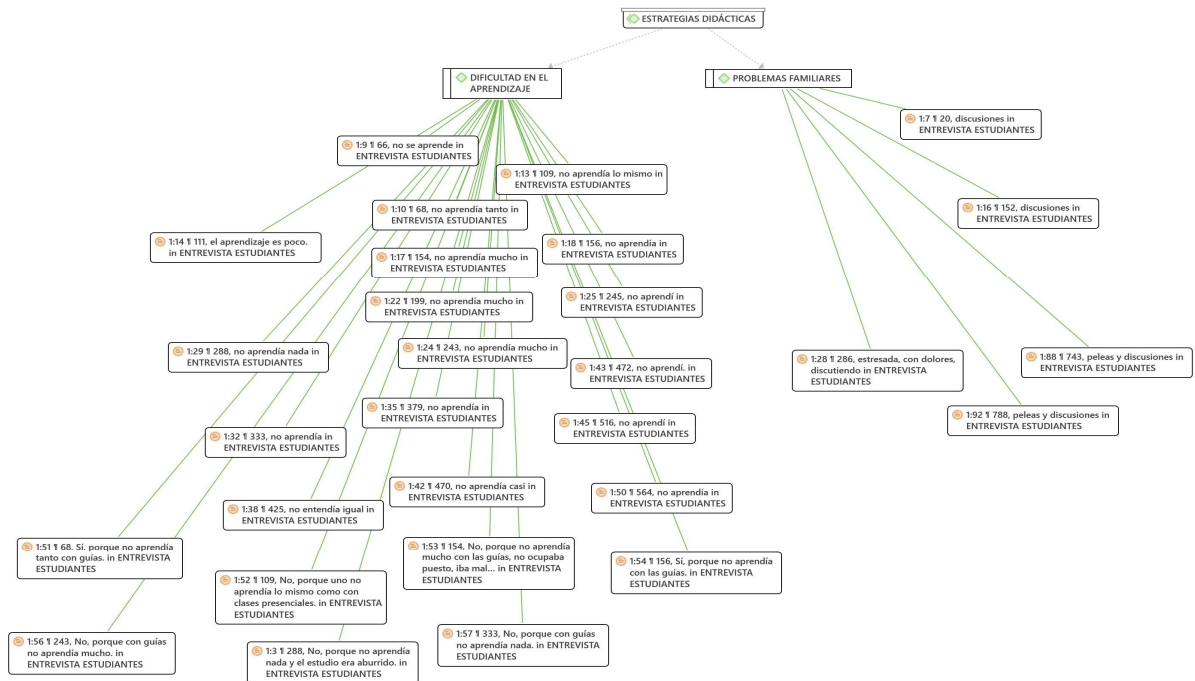 ESTRATEGIAS DIDÁCTICAS
DIFICULTAD EN EL
APRENDIZAJE
PROBLEMAS FAMILIARES
1:7 ¶ 20, discusiones in
ENTREVISTA ESTUDIANTES
1:9 ¶ 66, no se aprende in
ENTREVISTA ESTUDIANTES
1:13 ¶ 109, no aprendía lo mismo in
ENTREVISTA ESTUDIANTES
1:10 ¶ 68, no aprendía tanto in
ENTREVISTA ESTUDIANTES
1:16 ¶ 152, discusiones in
ENTREVISTA ESTUDIANTES
1:14 ¶ 111, el aprendizaje es poco.
in ENTREVISTA ESTUDIANTES
1:18 ¶ 156, no aprendía in
ENTREVISTA ESTUDIANTES
1:17 ¶ 154, no aprendía mucho in
ENTREVISTA ESTUDIANTES
1:22 ¶ 199, no aprendía mucho in
ENTREVISTA ESTUDIANTES
1:25 ¶ 245, no aprendí in
ENTREVISTA ESTUDIANTES
1:29 ¶ 288, no aprendía nada in
ENTREVISTA ESTUDIANTES
1:24 ¶ 243, no aprendía mucho in
ENTREVISTA ESTUDIANTES
1:43 ¶ 472, no aprendí. in
ENTREVISTA ESTUDIANTES
1:28 ¶ 286, estresada, con dolores,
discutiendo in ENTREVISTA
ESTUDIANTES
1:88 ¶ 743, peleas y discusiones in
ENTREVISTA ESTUDIANTES
1:35 ¶ 379, no aprendía in
ENTREVISTA ESTUDIANTES
1:92 ¶ 788, peleas y discusiones in
ENTREVISTA ESTUDIANTES
1:32 ¶ 333, no aprendía in
ENTREVISTA ESTUDIANTES
1:45 ¶ 516, no aprendí in
ENTREVISTA ESTUDIANTES
1:42 ¶ 470, no aprendía casi in
ENTREVISTA ESTUDIANTES
1:50 ¶ 564, no aprendía in
ENTREVISTA ESTUDIANTES
1:38 ¶ 425, no entendía igual in
ENTREVISTA ESTUDIANTES
1:51 ¶ 68. Sí. porque no aprendía
tanto con guías. in ENTREVISTA
ESTUDIANTES
1:53 ¶ 154, No, porque no aprendía
mucho con las guías, no ocupaba
puesto, iba mal... in ENTREVISTA
ESTUDIANTES
1:54 ¶ 156, Sí, porque no aprendía
con las guías. in ENTREVISTA
ESTUDIANTES
1:52 ¶ 109, No, porque uno no
aprendía lo mismo como con
clases presenciales. in ENTREVISTA
ESTUDIANTES
1:56 ¶ 243, No, porque con guías
no aprendía mucho. in
ENTREVISTA ESTUDIANTES
1:57 ¶ 333, No, porque con guías
no aprendía nada. in
ENTREVISTA ESTUDIANTES
1:3 ¶ 288, No, porque no aprendía
nada y el estudio era aburrido. in
ENTREVISTA ESTUDIANTES